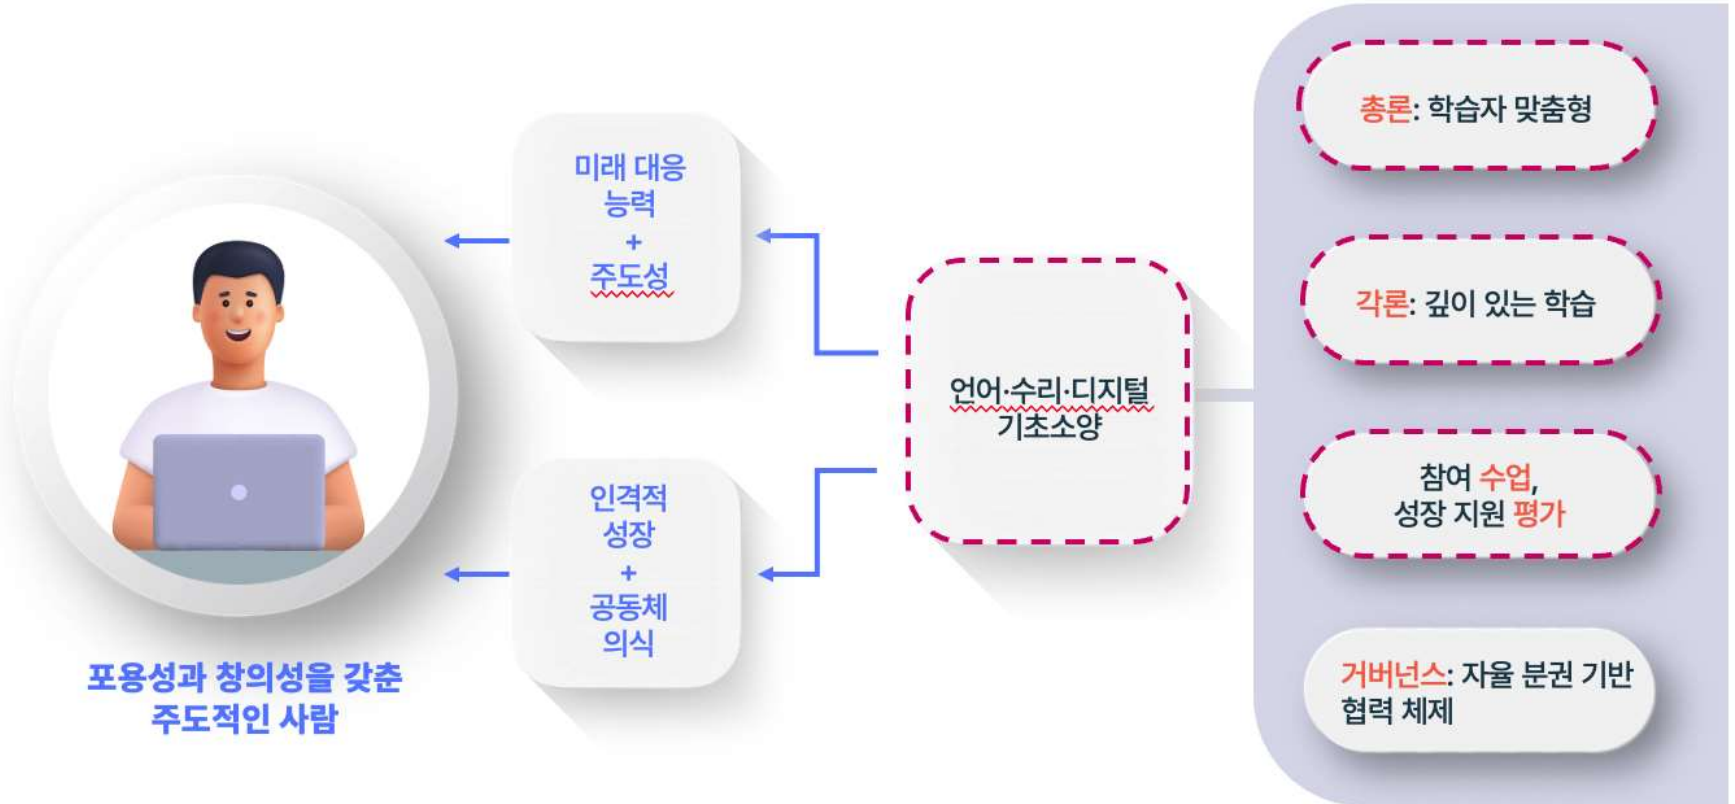 미래 대응
능력
+
주도성
인격적
성장
+
공동체
의식
포용성과 창의성을 갖춘
주도적인 사람
언어·수리·디지털
기초소양
총론: 학습자 맞춤형
각론: 깊이 있는 학습
참여 수업,
성장 지원 평가
거버넌스: 자율 분권 기반
협력 체제